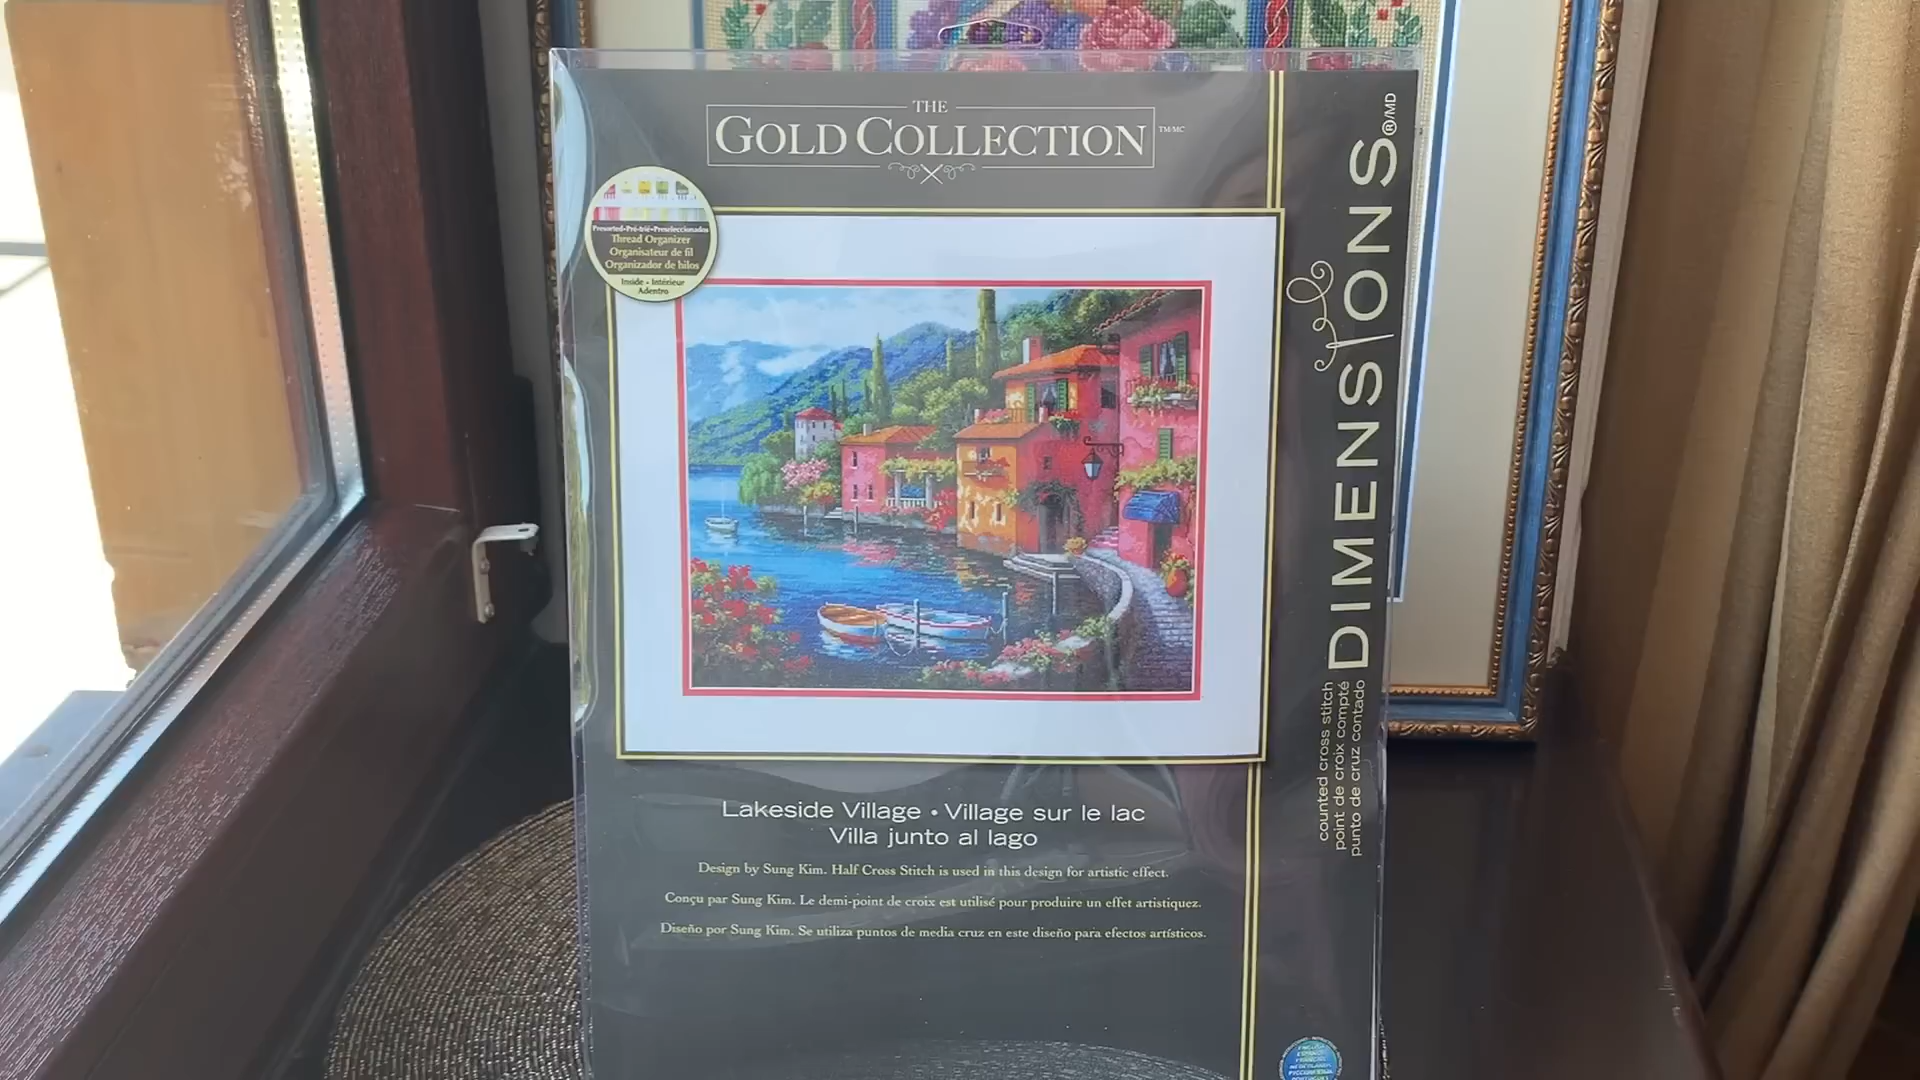 THE
GOLD COLLECTION
TM/MC
Presorted•Pré-trié•Preseleccionados
Thread Organizer
Organisateur de fil
Organizador de hilos
Inside • Intérieur
Adentro
DIMENSIONS®/MD
counted cross stitch
point de croix compté
punto de cruz contado
Lakeside Village • Village sur le lac
Villa junto al lago
Design by Sung Kim. Half Cross Stitch is used in this design for artistic effect.
Conçu par Sung Kim. Le demi-point de croix est utilisé pour produire un effet artistiquez.
Diseño por Sung Kim. Se utiliza puntos de media cruz en este diseño para efectos artísticos.
ENGLISH
ESPAÑOL
FRANÇAIS